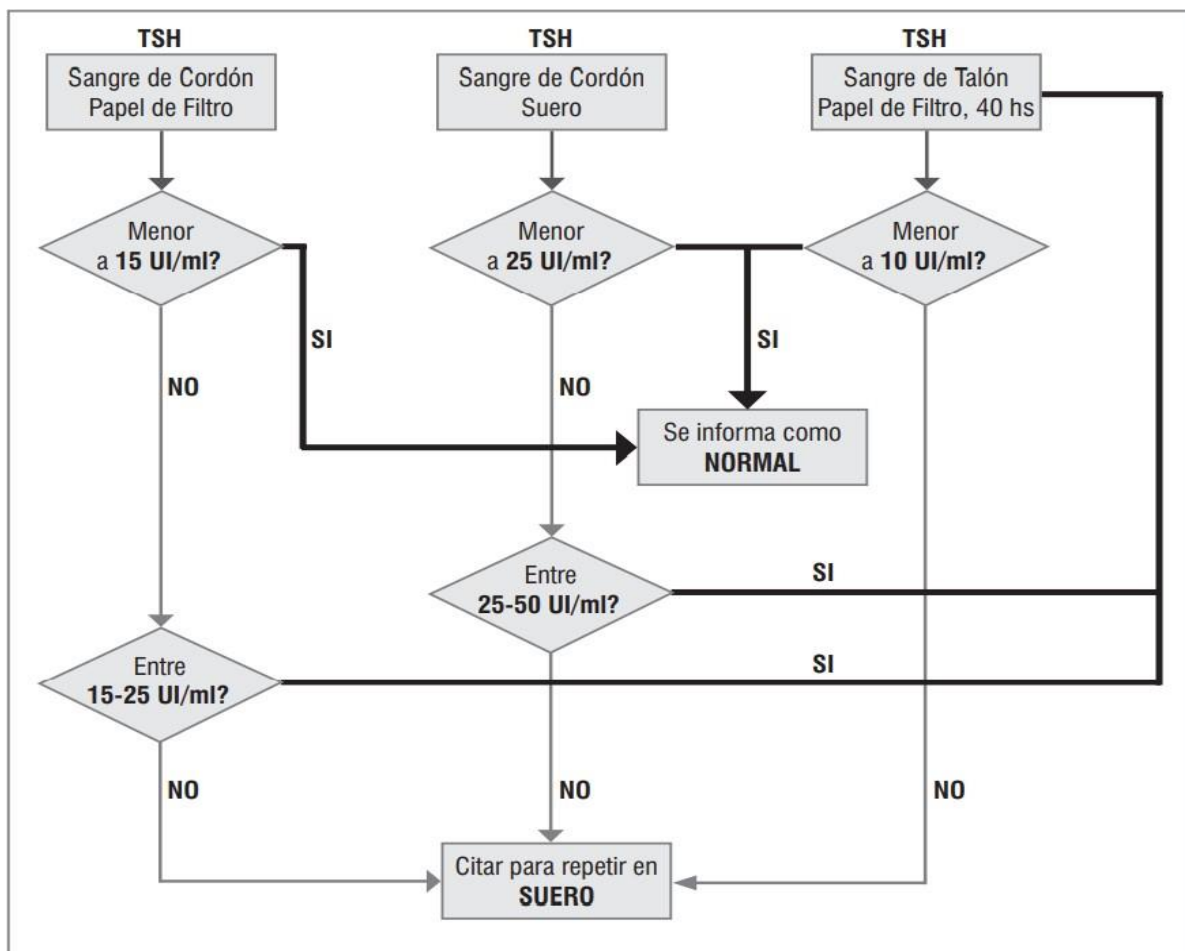 TSH
Sangre de Cordón
Papel de Filtro
TSH
Sangre de Cordón
Suero
TSH
Sangre de Talón
Papel de Filtro, 40 hs
Menor
a 15 UI/ml?
Menor
a 25 UI/ml?
Menor
a 10 UI/ml?
SI
SI
NO
NO
Se informa como
NORMAL
Entre
25-50 UI/ml?
SI
Entre
15-25 UI/ml?
SI
NO
NO
NO
Citar para repetir en
SUERO